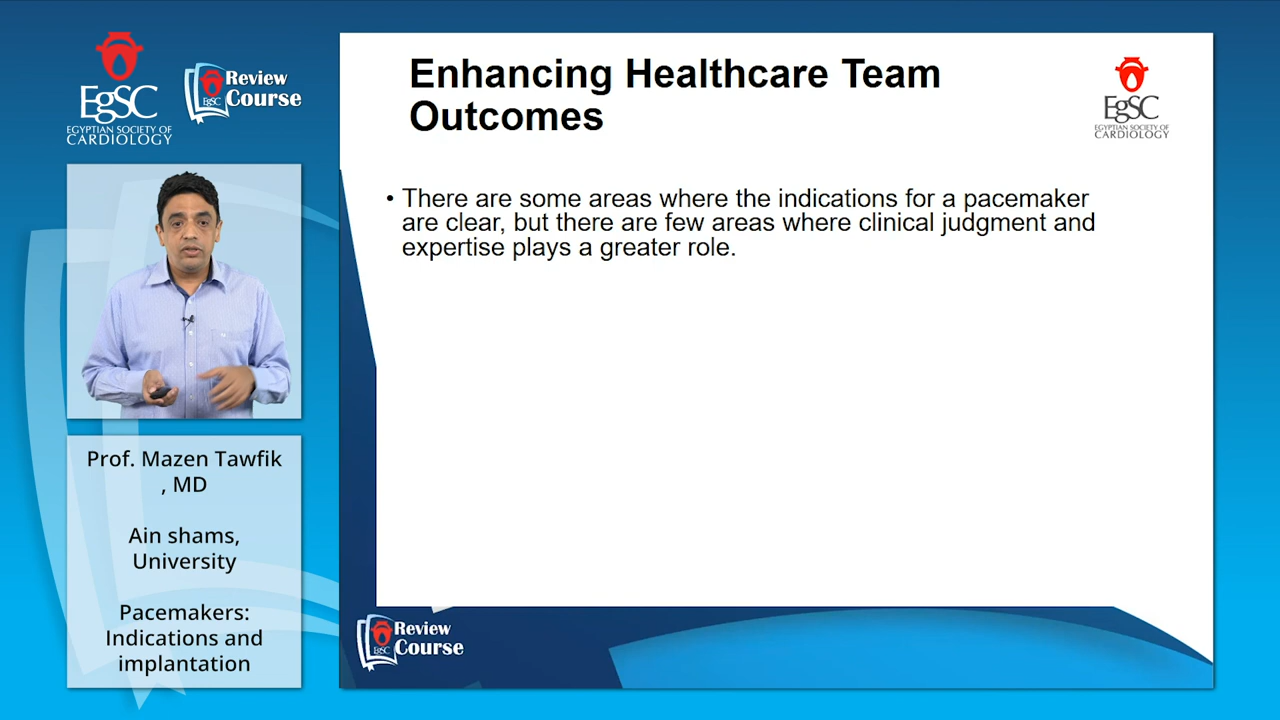 EgSC
EGYPTIAN SOCIETY OF
CARDIOLOGY
EgSC
Review
Course
Enhancing Healthcare Team
Outcomes
EgSC
EGYPTIAN SOCIETY OF
CARDIOLOGY
• There are some areas where the indications for a pacemaker
are clear, but there are few areas where clinical judgment and
expertise plays a greater role.
Prof. Mazen Tawfik
, MD
Ain shams,
University
Pacemakers:
Indications and
implantation
EgSC
Review
Course